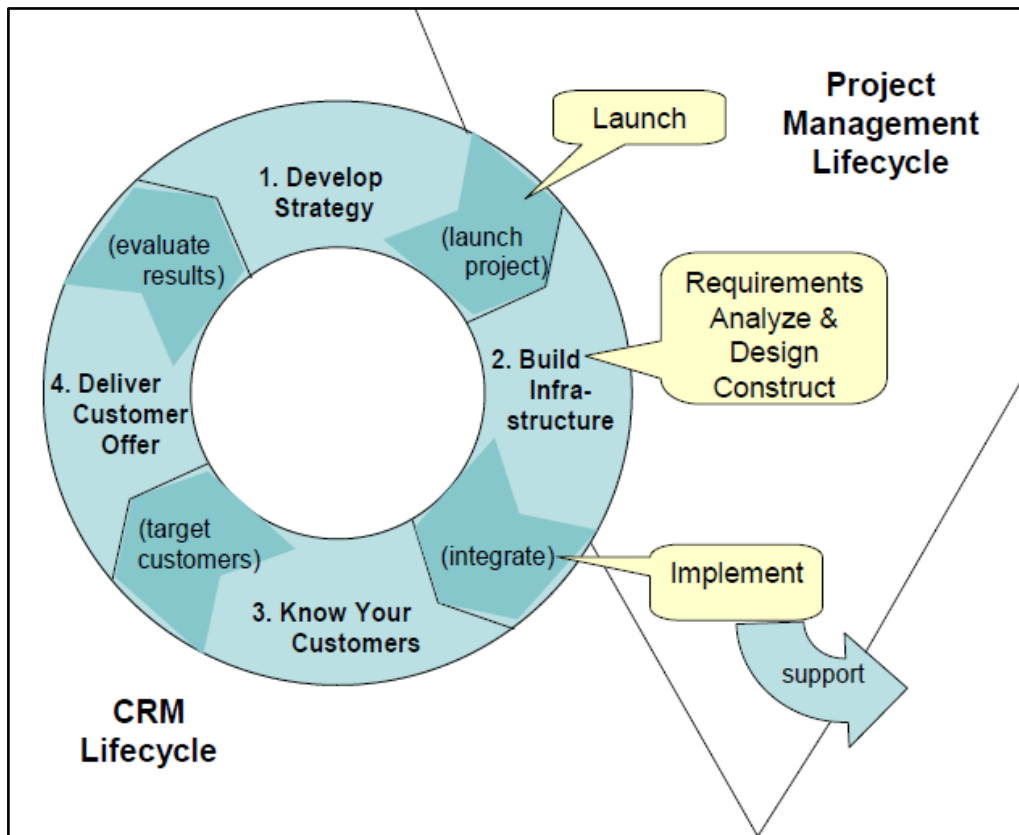 Project
Management
Lifecycle
Launch
1. Develop
Strategy
(launch
project)
(evaluate
results)
Requirements
Analyze &
Design
Construct
2. Build
Infra-
structure
4. Deliver
Customer
Offer
(target
customers)
(integrate)
Implement
3. Know Your
Customers
support
CRM
Lifecycle